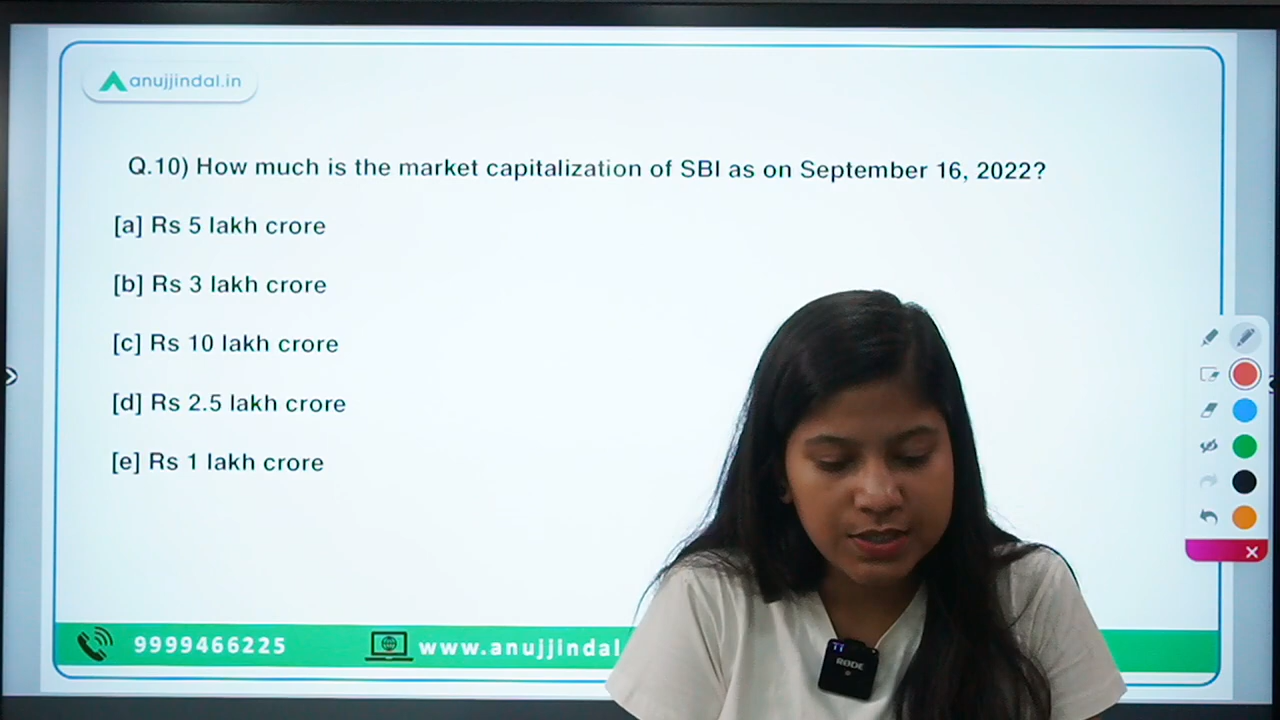 anujjindal.in
Q.10) How much is the market capitalization of SBI as on September 16, 2022?
[a] Rs 5 lakh crore
[b] Rs 3 lakh crore
[c] Rs 10 lakh crore
[d] Rs 2.5 lakh crore
[e] Rs 1 lakh crore
9999466225
www.anujjindal
RØDE